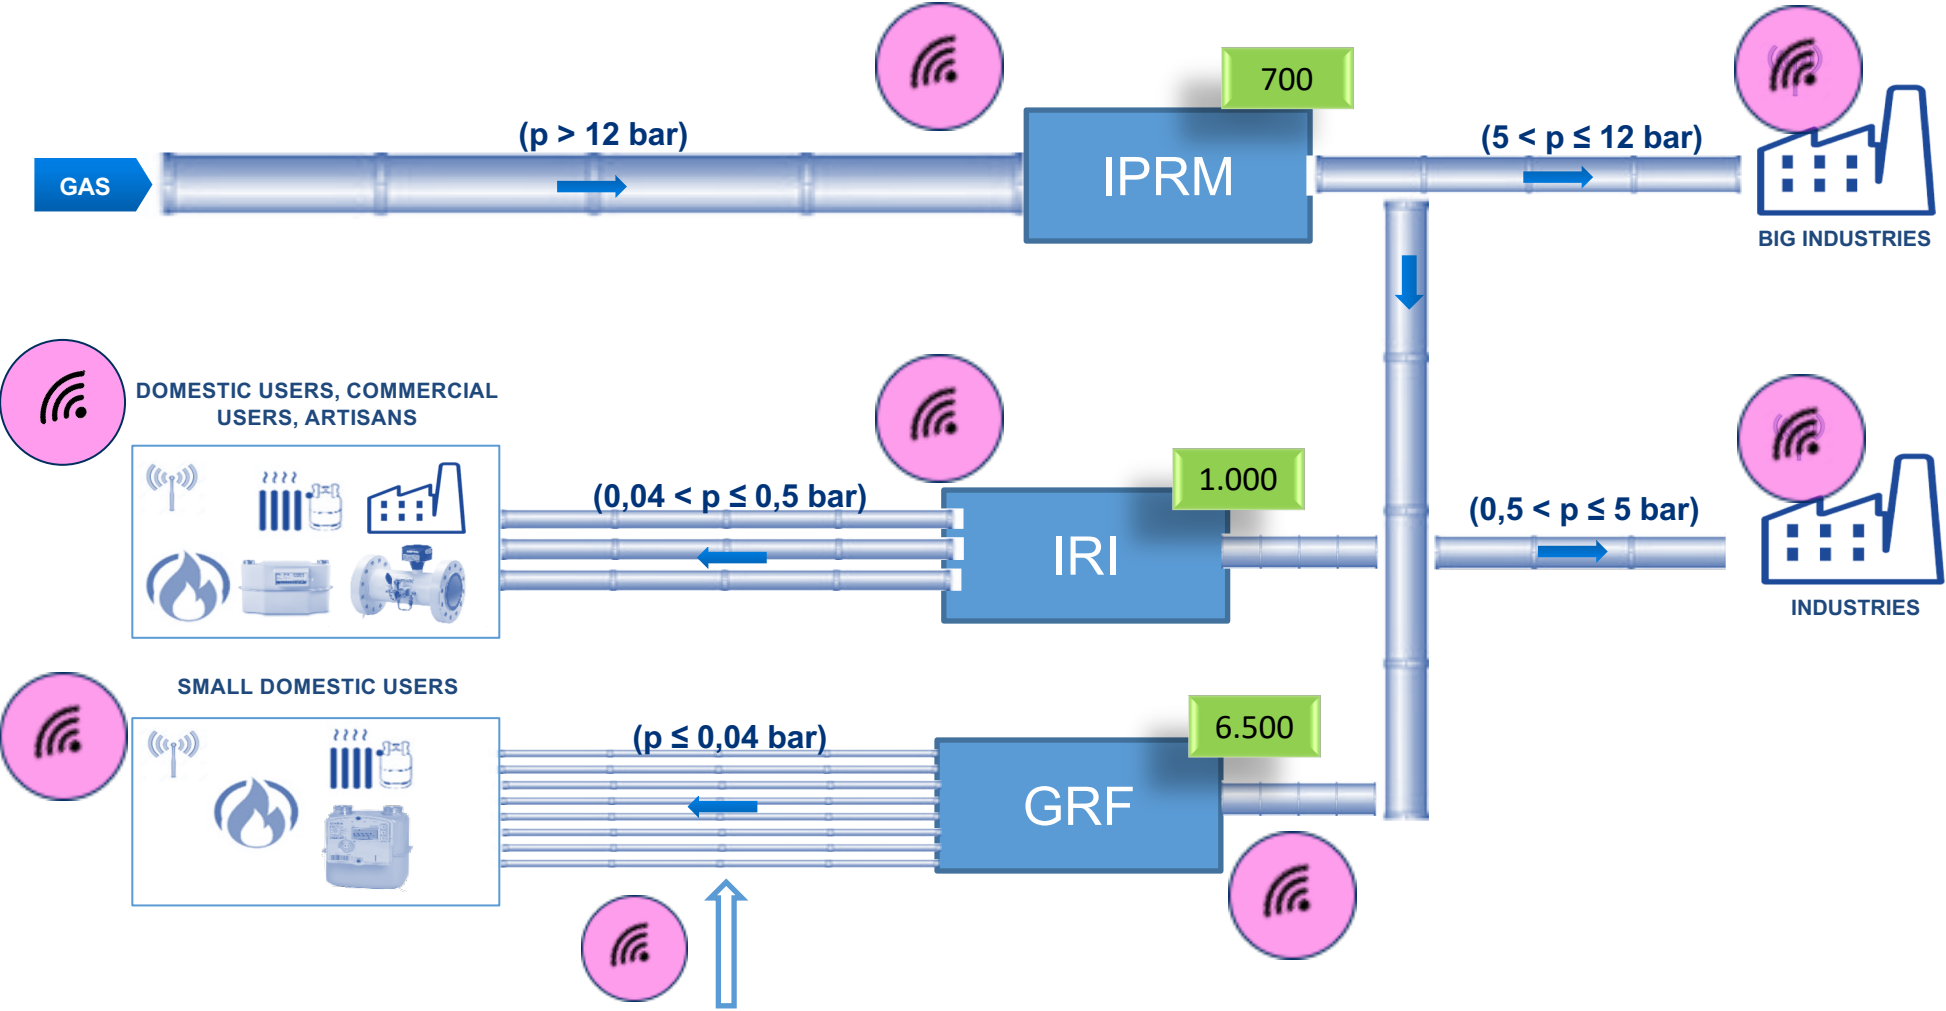 700
(p > 12 bar)
(5 < p ≤ 12 bar)
GAS
IPRM
BIG INDUSTRIES
DOMESTIC USERS, COMMERCIAL
USERS, ARTISANS
1.000
(0,04 < p ≤ 0,5 bar)
(0,5 < p ≤ 5 bar)
IRI
INDUSTRIES
SMALL DOMESTIC USERS
6.500
(p ≤ 0,04 bar)
GRF